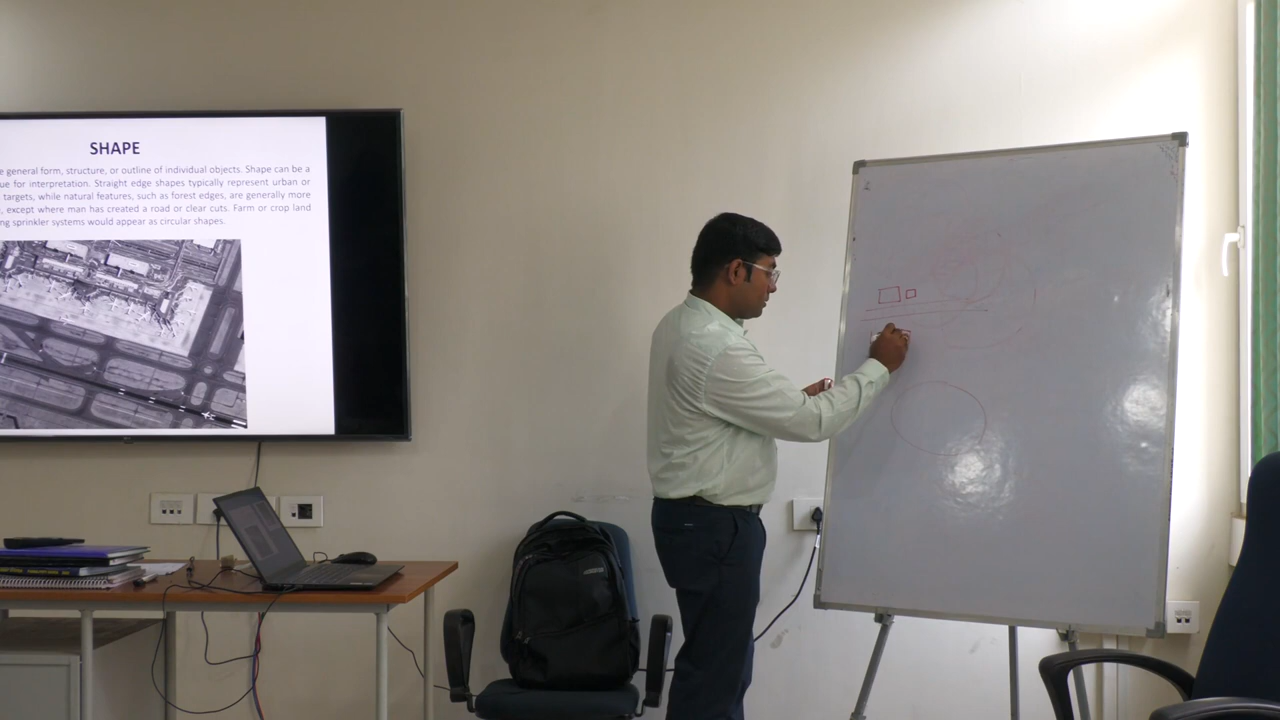 SHAPE
general form, structure, or outline of individual objects. Shape can be a
for interpretation. Straight edge shapes typically represent urban or
targets, while natural features, such as forest edges, are generally more
, except where man has created a road or clear cuts. Farm or crop land
sprinkler systems would appear as circular shapes.